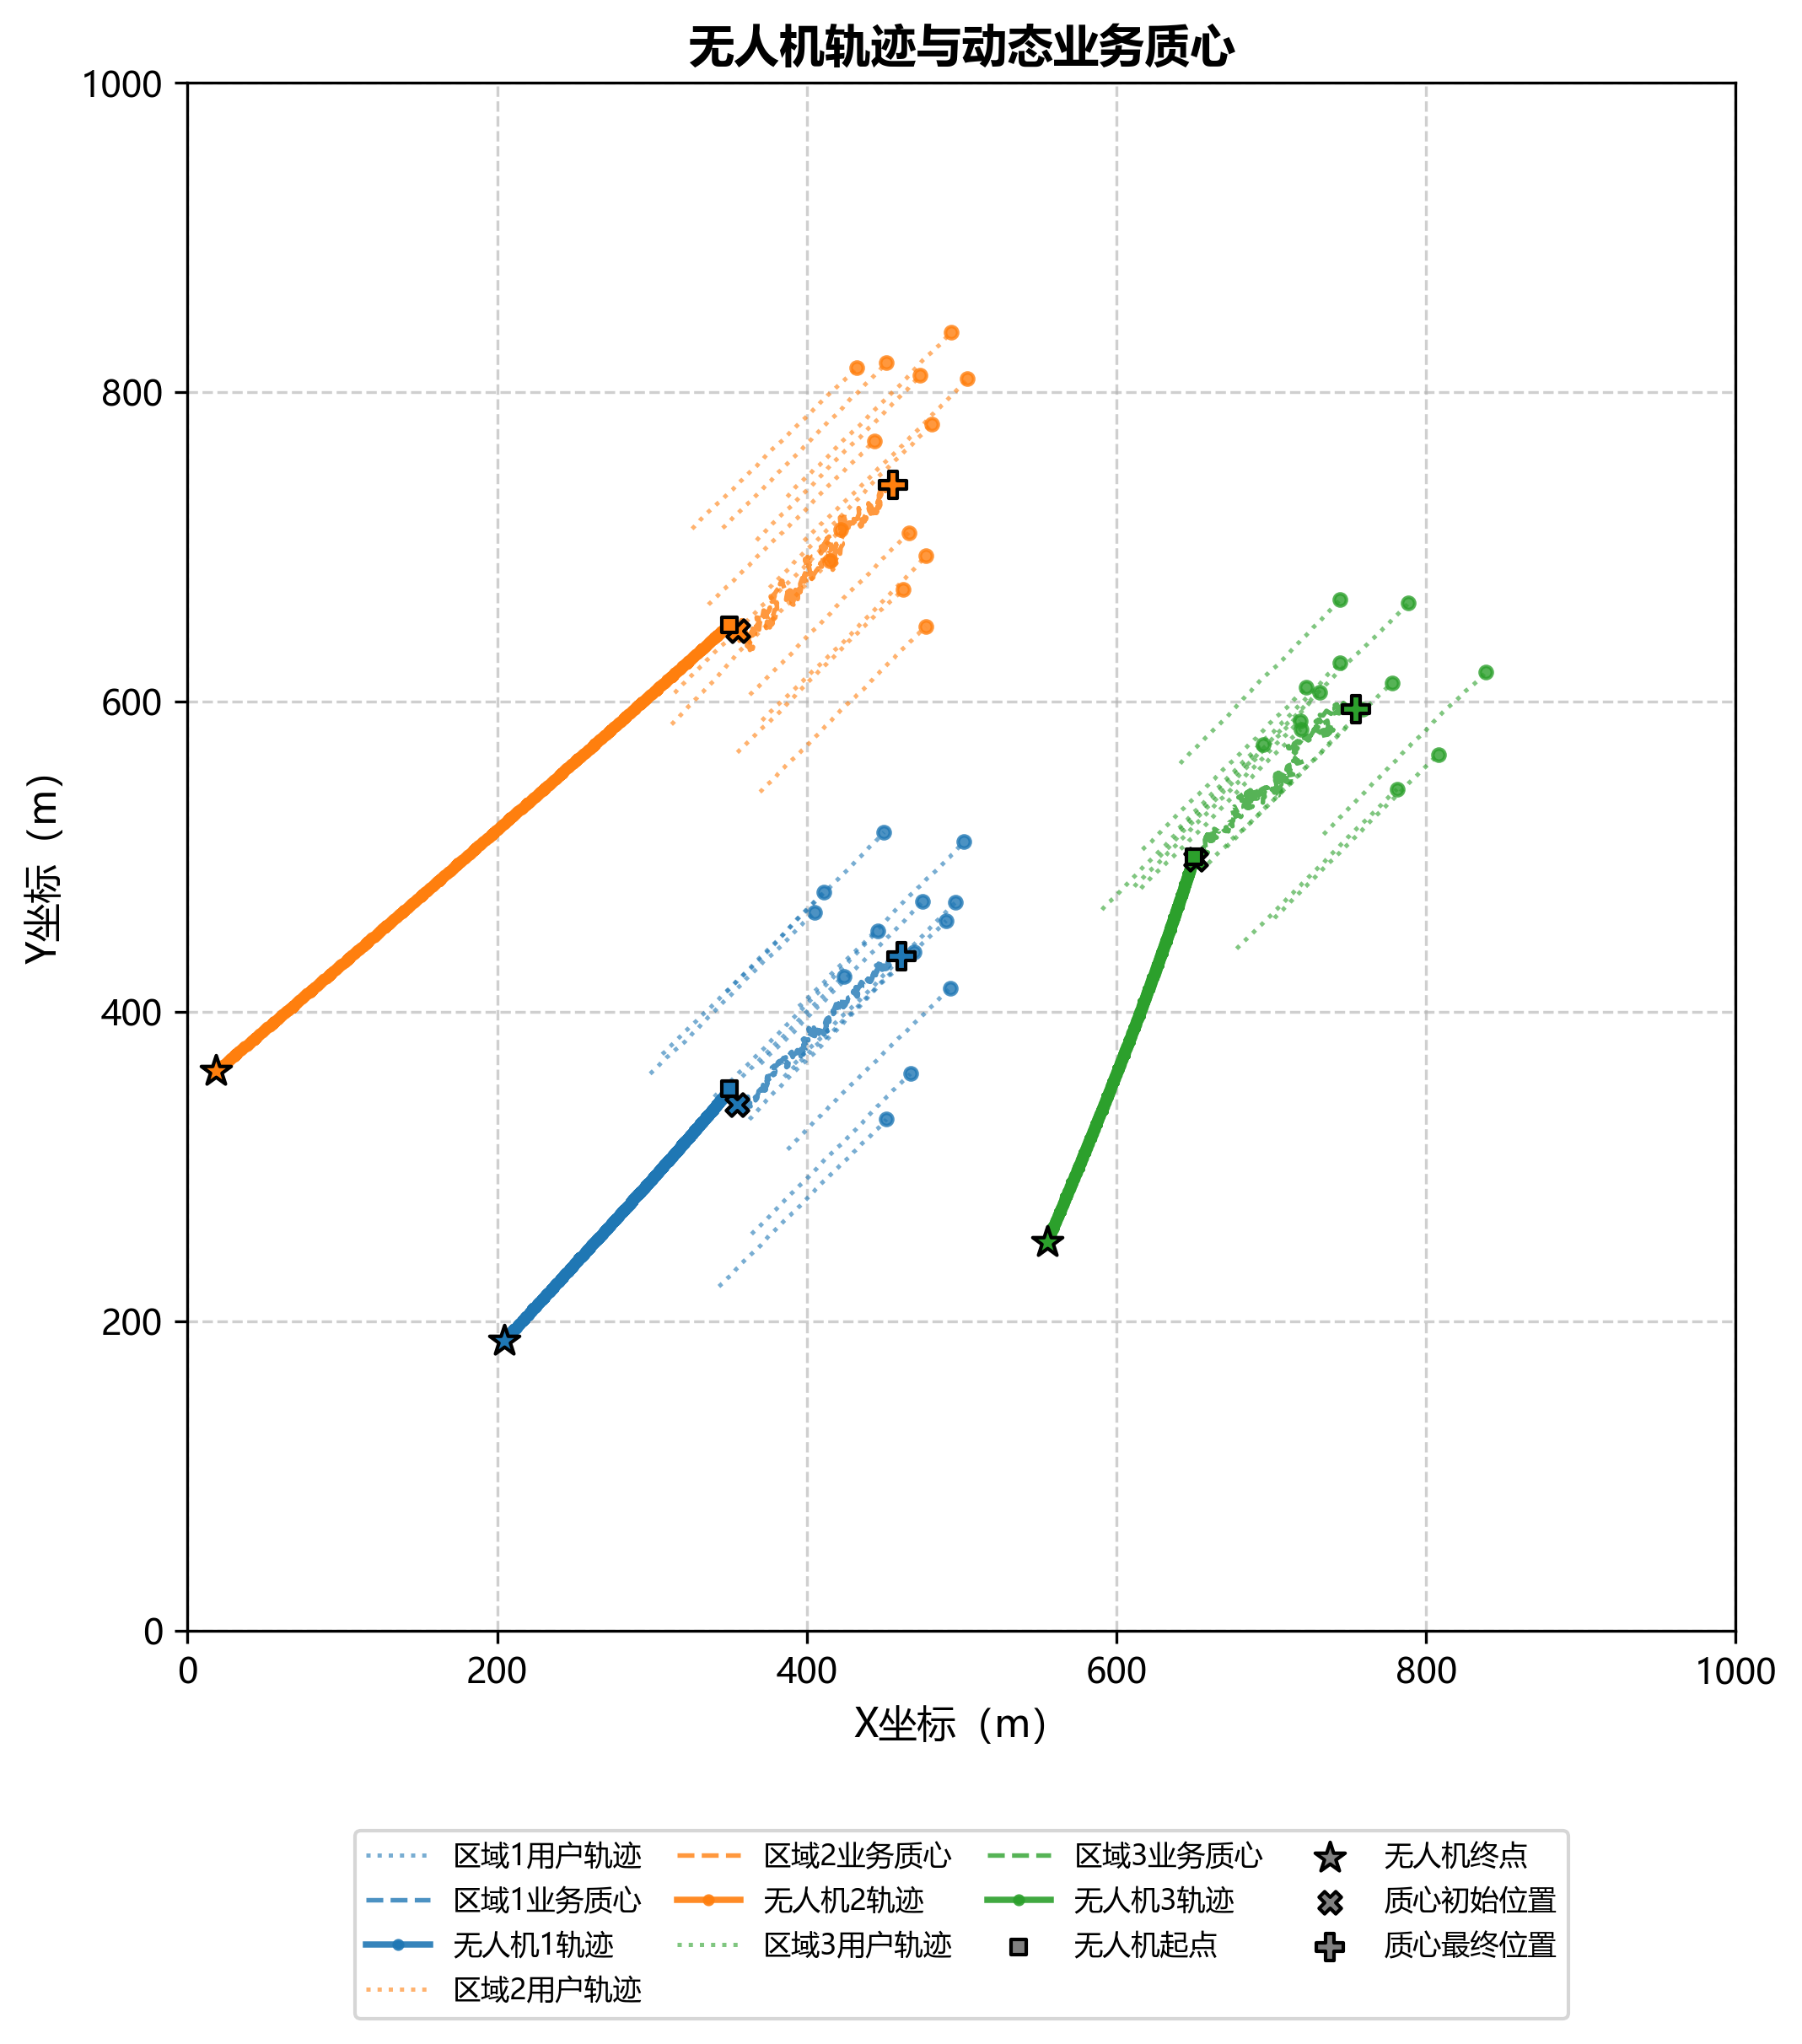 无人机轨迹与动态业务质心
1000
800
600
400
200
0
Y坐标（m）
0 200 400 600 800 1000
X坐标（m）
区域1用户轨迹 区域2业务质心 区域3业务质心 无人机终点
区域1业务质心 无人机2轨迹 无人机3轨迹 质心初始位置
无人机1轨迹 区域3用户轨迹 无人机起点 质心最终位置
区域2用户轨迹